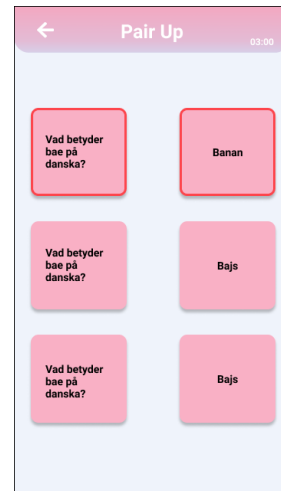 Pair Up
03:00
Vad betyder
bae på
danska?
Banan
Vad betyder
bae på
danska?
Bajs
Vad betyder
bae på
danska?
Bajs